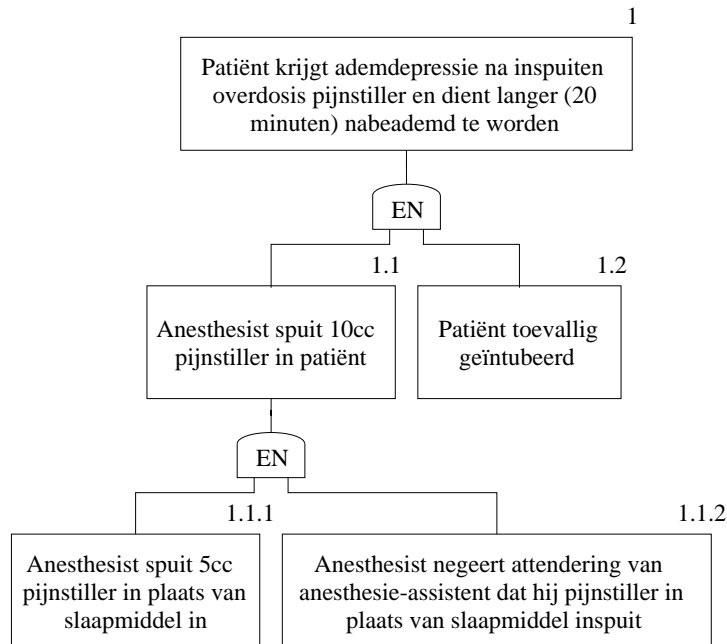 1
Patiënt krijgt ademdepressie na inspuiten
overdosis pijnstiller en dient langer (20
minuten) nabeademd te worden
EN
1.1
1.2
Anesthesist spuit 10cc
pijnstiller in patiënt
Patiënt toevallig
geïntubeerd
EN
1.1.1
1.1.2
Anesthesist spuit 5cc
pijnstiller in plaats van
slaapmiddel in
Anesthesist negeert attendering van
anesthesie-assistent dat hij pijnstiller in
plaats van slaapmiddel inspuit